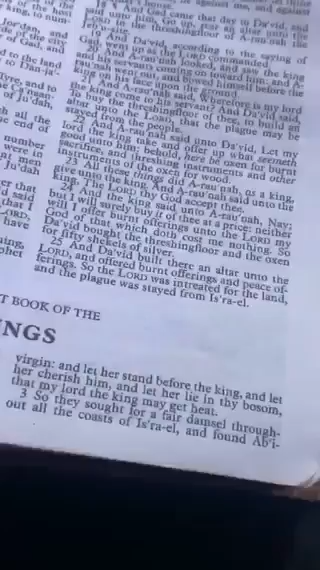 18 And Gad came that day to Da'vid, and
said unto him, Go up, rear an altar unto the
LORD in the threshingfloor of A-rau'nah the
19 And Da'vid, according to the saying of
Gad, went up as the LORD commanded.
20 And A-rau'nah looked, and saw the king
and his servants coming on toward him: and A-
rau'nah went out, and bowed himself before the
king on his face upon the ground.
21 And A-rau'nah said, Wherefore is my lord
the king come to his servant? And Da'vid said,
To buy the threshingfloor of thee, to build an
altar unto the LORD, that the plague may be
stayed from the people.
22 And A-rau'nah said unto Da'vid, Let my
lord the king take and offer up what seemeth
good unto him: behold, here be oxen for burnt
sacrifice, and threshing instruments and other
instruments of the oxen for wood.
23 All these things did A-rau'nah, as a king,
give unto the king. And A-rau'nah said unto the
king, The LORD thy God accept thee.
24 And the king said unto A-rau'nah, Nay;
but I will surely buy it of thee at a price: neither
will I offer burnt offerings unto the LORD my
God of that which doth cost me nothing. So
Da'vid bought the threshingfloor and the oxen
for fifty shekels of silver.
25 And Da'vid built there an altar unto the
LORD, and offered burnt offerings and peace of-
ferings. So the LORD was intreated for the land,
and the plague was stayed from Is'ra-el.
T BOOK OF THE
NGS
virgin: and let her stand before the king, and let
her cherish him, and let her lie in thy bosom,
that my lord the king may get heat.
3 So they sought for a fair damsel through-
out all the coasts of Is'ra-el, and found Ab'i-